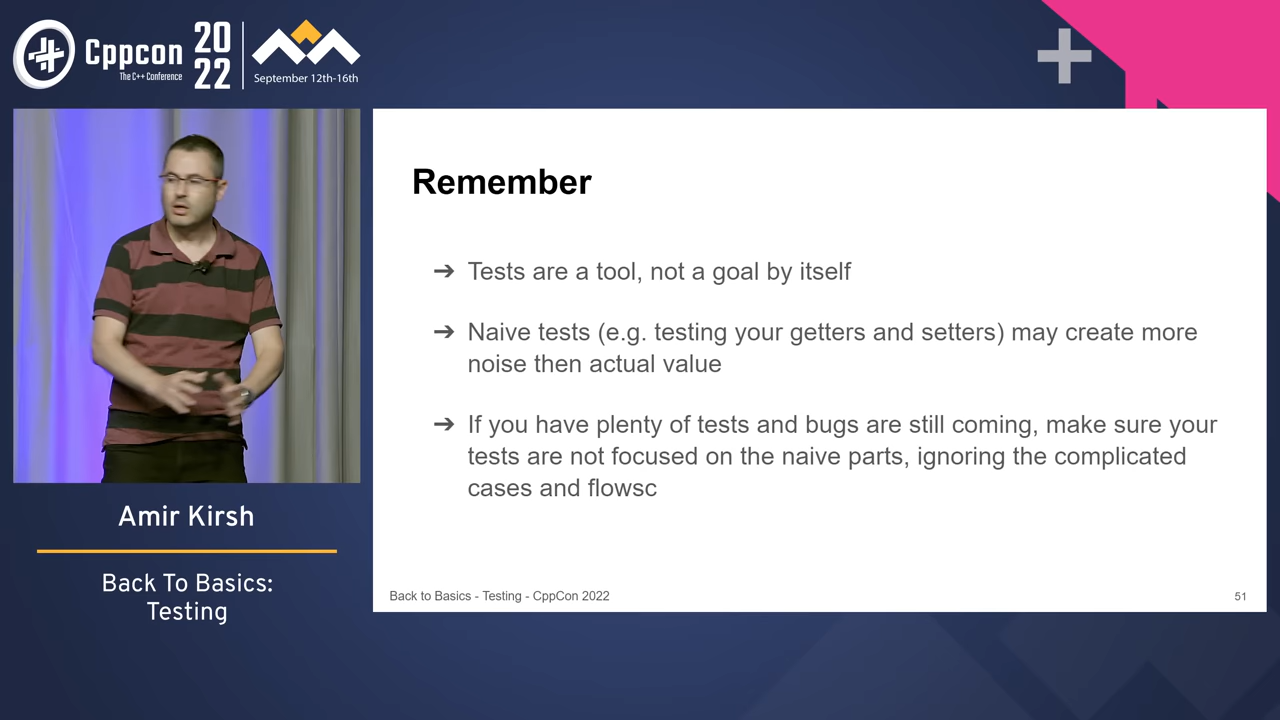 Cppcon
The C++ Conference
20
22
September 12th-16th
Remember
➔ Tests are a tool, not a goal by itself
➔ Naive tests (e.g. testing your getters and setters) may create more
noise then actual value
➔ If you have plenty of tests and bugs are still coming, make sure your
tests are not focused on the naive parts, ignoring the complicated
cases and flowsc
Back to Basics - Testing - CppCon 2022
51
Amir Kirsh
Back To Basics:
Testing